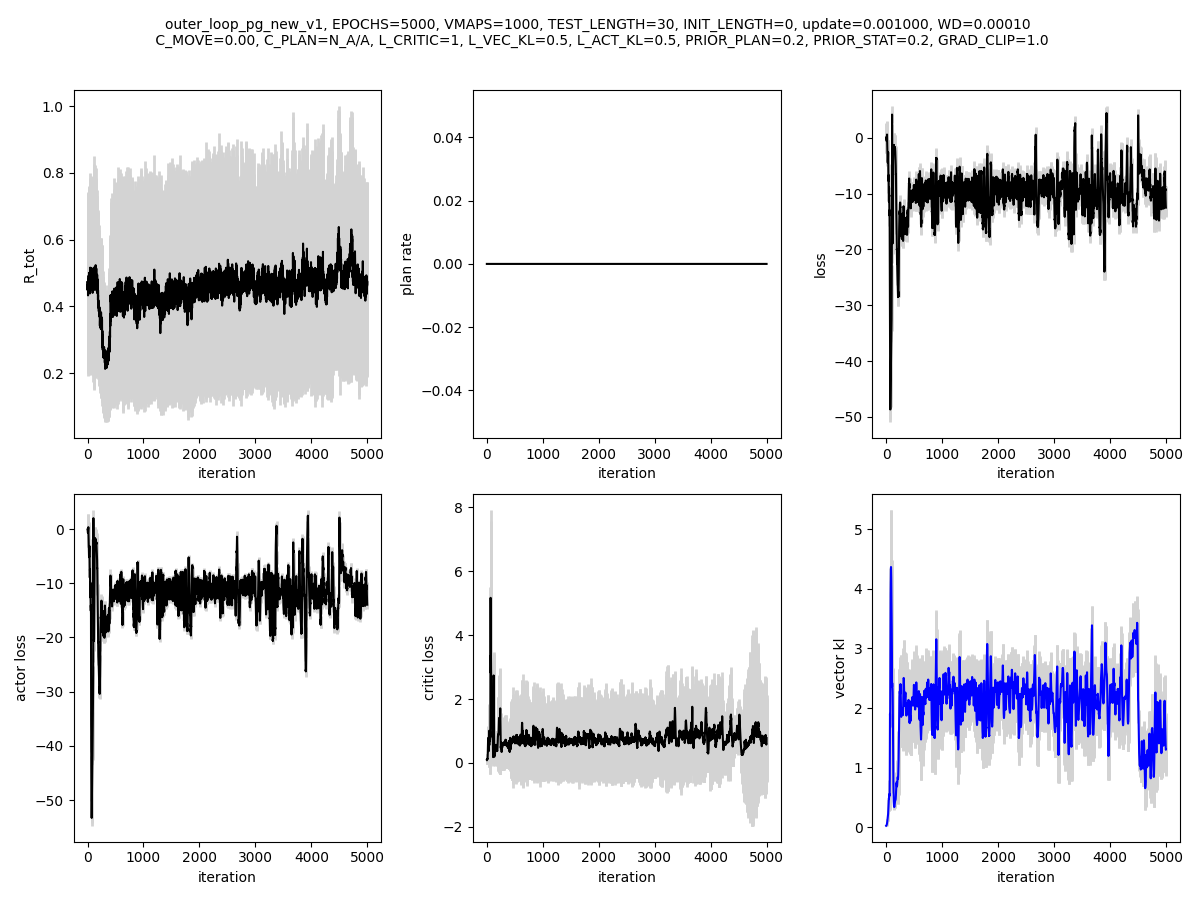 outer_loop_pg_new_v1, EPOCHS=5000, VMAPS=1000, TEST_LENGTH=30, INIT_LENGTH=0, update=0.001000, WD=0.00010
C_MOVE=0.00, C_PLAN=N_A/A, L_CRITIC=1, L_VEC_KL=0.5, L_ACT_KL=0.5, PRIOR_PLAN=0.2, PRIOR_STAT=0.2, GRAD_CLIP=1.0
R_tot
1.0
0.8
0.6
0.4
0.2
0 1000 2000 3000 4000 5000
iteration
plan rate
0.04
0.02
0.00
−0.02
−0.04
0 1000 2000 3000 4000 5000
iteration
loss
0
−10
−20
−30
−40
−50
0 1000 2000 3000 4000 5000
iteration
actor loss
0
−10
−20
−30
−40
−50
0 1000 2000 3000 4000 5000
iteration
critic loss
8
6
4
2
0
−2
0 1000 2000 3000 4000 5000
iteration
vector kl
5
4
3
2
1
0
0 1000 2000 3000 4000 5000
iteration